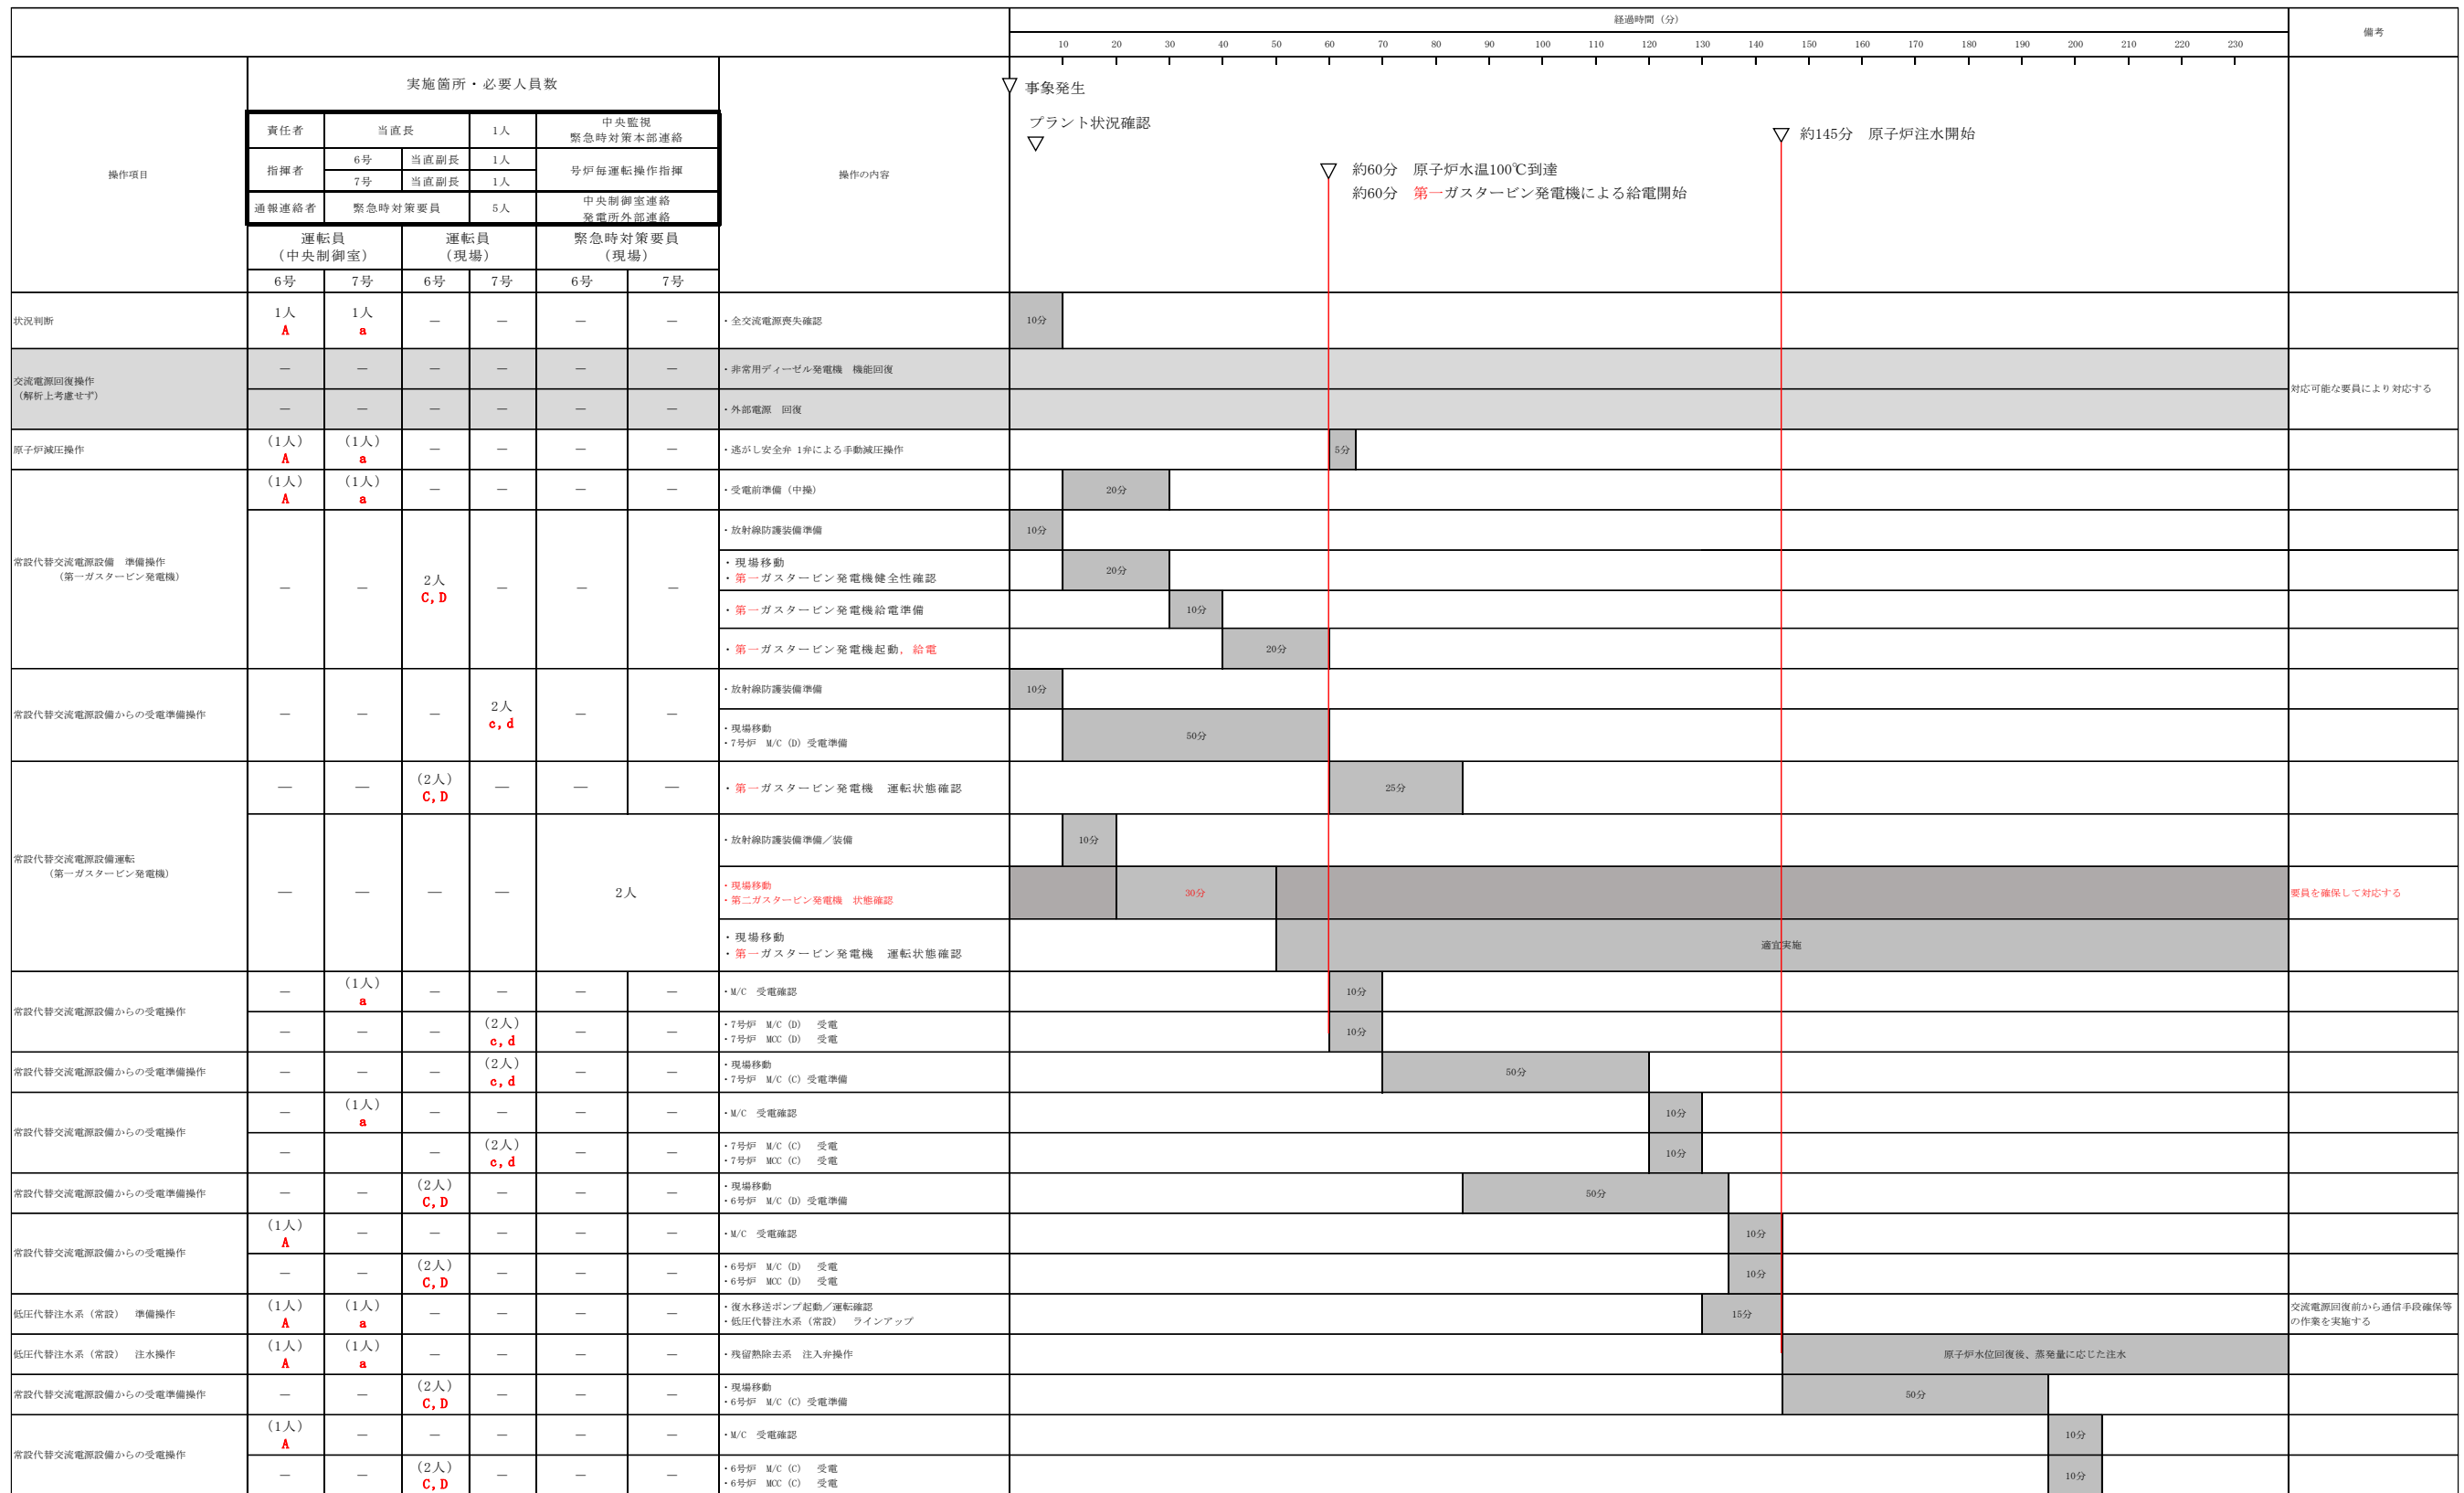 経過時間（分）
備考
10 20 30 40 50 60 70 80 90 100 110 120 130 140 150 160 170 180 190 200 210 220 230
操作項目
実施箇所・必要人員数
操作の内容
責任者 当直長 1人 中央監視
緊急時対策本部連絡
指揮者 6号 当直副長 1人 号炉毎運転操作指揮
7号 当直副長 1人
通報連絡者 緊急時対策要員 5人 中央制御室連絡
発電所外部連絡
運転員
（中央制御室）
運転員
（現場）
緊急時対策要員
（現場）
6号 7号 6号 7号 6号 7号
事象発生
プラント状況確認
約145分　原子炉注水開始
約60分　原子炉水温100℃到達
約60分　第一ガスタービン発電機による給電開始
状況判断
1人
A
1人
a
－ － － －
・全交流電源喪失確認
10分
交流電源回復操作
（解析上考慮せず）
－ － － － － －
・非常用ディーゼル発電機　機能回復
－ － － － － －
・外部電源　回復
対応可能な要員により対応する
原子炉減圧操作
（1人）
A
（1人）
a
－ － － －
・逃がし安全弁 1弁による手動減圧操作
5分
常設代替交流電源設備　準備操作
（第一ガスタービン発電機）
（1人）
A
（1人）
a
－ － － －
・受電前準備（中操）
20分
－ －
2人
C, D
－ － －
・放射線防護装備準備
10分
・現場移動
・第一ガスタービン発電機健全性確認
20分
・第一ガスタービン発電機給電準備
10分
・第一ガスタービン発電機起動，給電
20分
常設代替交流電源設備からの受電準備操作
－ － －
2人
c, d
－ －
・放射線防護装備準備
10分
・現場移動
・7号炉　M/C（D）受電準備
50分
常設代替交流電源設備運転
（第一ガスタービン発電機）
－ －
（2人）
C, D
－ － －
・第一ガスタービン発電機　運転状態確認
25分
－ － － －
2人
・放射線防護装備準備／装備
10分
・現場移動
・第二ガスタービン発電機　状態確認
30分
要員を確保して対応する
・現場移動
・第一ガスタービン発電機　運転状態確認
適宜実施
常設代替交流電源設備からの受電操作
－
（1人）
a
－ － － －
・M/C　受電確認
10分
－ － －
（2人）
c, d
－ －
・7号炉　M/C（D）　受電
・7号炉　MCC（D）　受電
10分
常設代替交流電源設備からの受電準備操作
－ － －
（2人）
c, d
－ －
・現場移動
・7号炉　M/C（C）受電準備
50分
常設代替交流電源設備からの受電操作
－
（1人）
a
－ － － －
・M/C　受電確認
10分
－ －
（2人）
c, d
－ －
・7号炉　M/C（C）　受電
・7号炉　MCC（C）　受電
10分
常設代替交流電源設備からの受電準備操作
－ －
（2人）
C, D
－ － －
・現場移動
・6号炉　M/C（D）受電準備
50分
常設代替交流電源設備からの受電操作
（1人）
A
－ － － － －
・M/C　受電確認
10分
－ －
（2人）
C, D
－ － －
・6号炉　M/C（D）　受電
・6号炉　MCC（D）　受電
10分
低圧代替注水系（常設）　準備操作
（1人）
A
（1人）
a
－ － － －
・復水移送ポンプ起動／運転確認
・低圧代替注水系（常設）　ラインアップ
15分
交流電源回復前から通信手段確保等
の作業を実施する
低圧代替注水系（常設）　注水操作
（1人）
A
（1人）
a
－ － － －
・残留熱除去系　注入弁操作
原子炉水位回復後、蒸発量に応じた注水
常設代替交流電源設備からの受電準備操作
－ －
（2人）
C, D
－ － －
・現場移動
・6号炉　M/C（C）受電準備
50分
常設代替交流電源設備からの受電操作
（1人）
A
－ － － － －
・M/C　受電確認
10分
－ －
（2人）
C, D
－ － －
・6号炉　M/C（C）　受電
・6号炉　MCC（C）　受電
10分